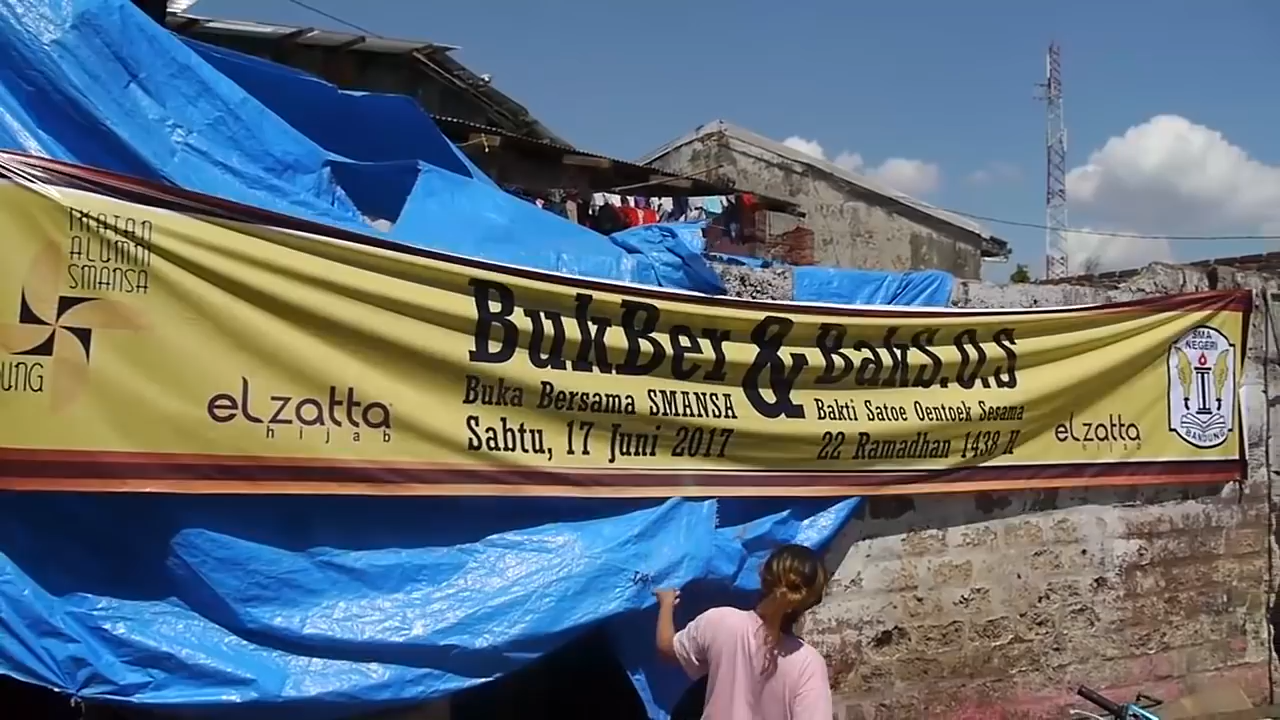 IKATAN
ALUMNI
SMANSA
UNG
elzatta
hijab
BukBer & BakS.O.S
Buka Bersama SMANSA
Bakti Satoe Oentoek Sesama
Sabtu, 17 Juni 2017
22 Ramadhan 1438 H
elzatta
hijab
SMA
NEGERI
I
BANDUNG